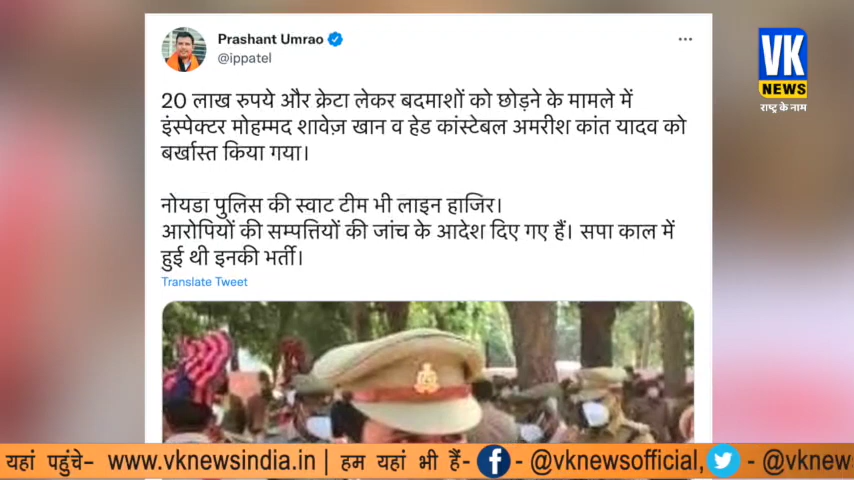 Prashant Umrao
@ippatel
VK
NEWS
राष्ट्र के नाम
20 लाख रुपये और क्रेटा लेकर बदमाशों को छोड़ने के मामले में
इंस्पेक्टर मोहम्मद शावेज़ खान व हेड कांस्टेबल अमरीश कांत यादव को
बर्खास्त किया गया।
नोयडा पुलिस की स्वाट टीम भी लाइन हाजिर।
आरोपियों की सम्पत्तियों की जांच के आदेश दिए गए हैं। सपा काल में
हुई थी इनकी भर्ती।
Translate Tweet
यहां पहुंचे- www.vknewsindia.in | हम यहां भी हैं- f - @vknewsofficial, - @vknews